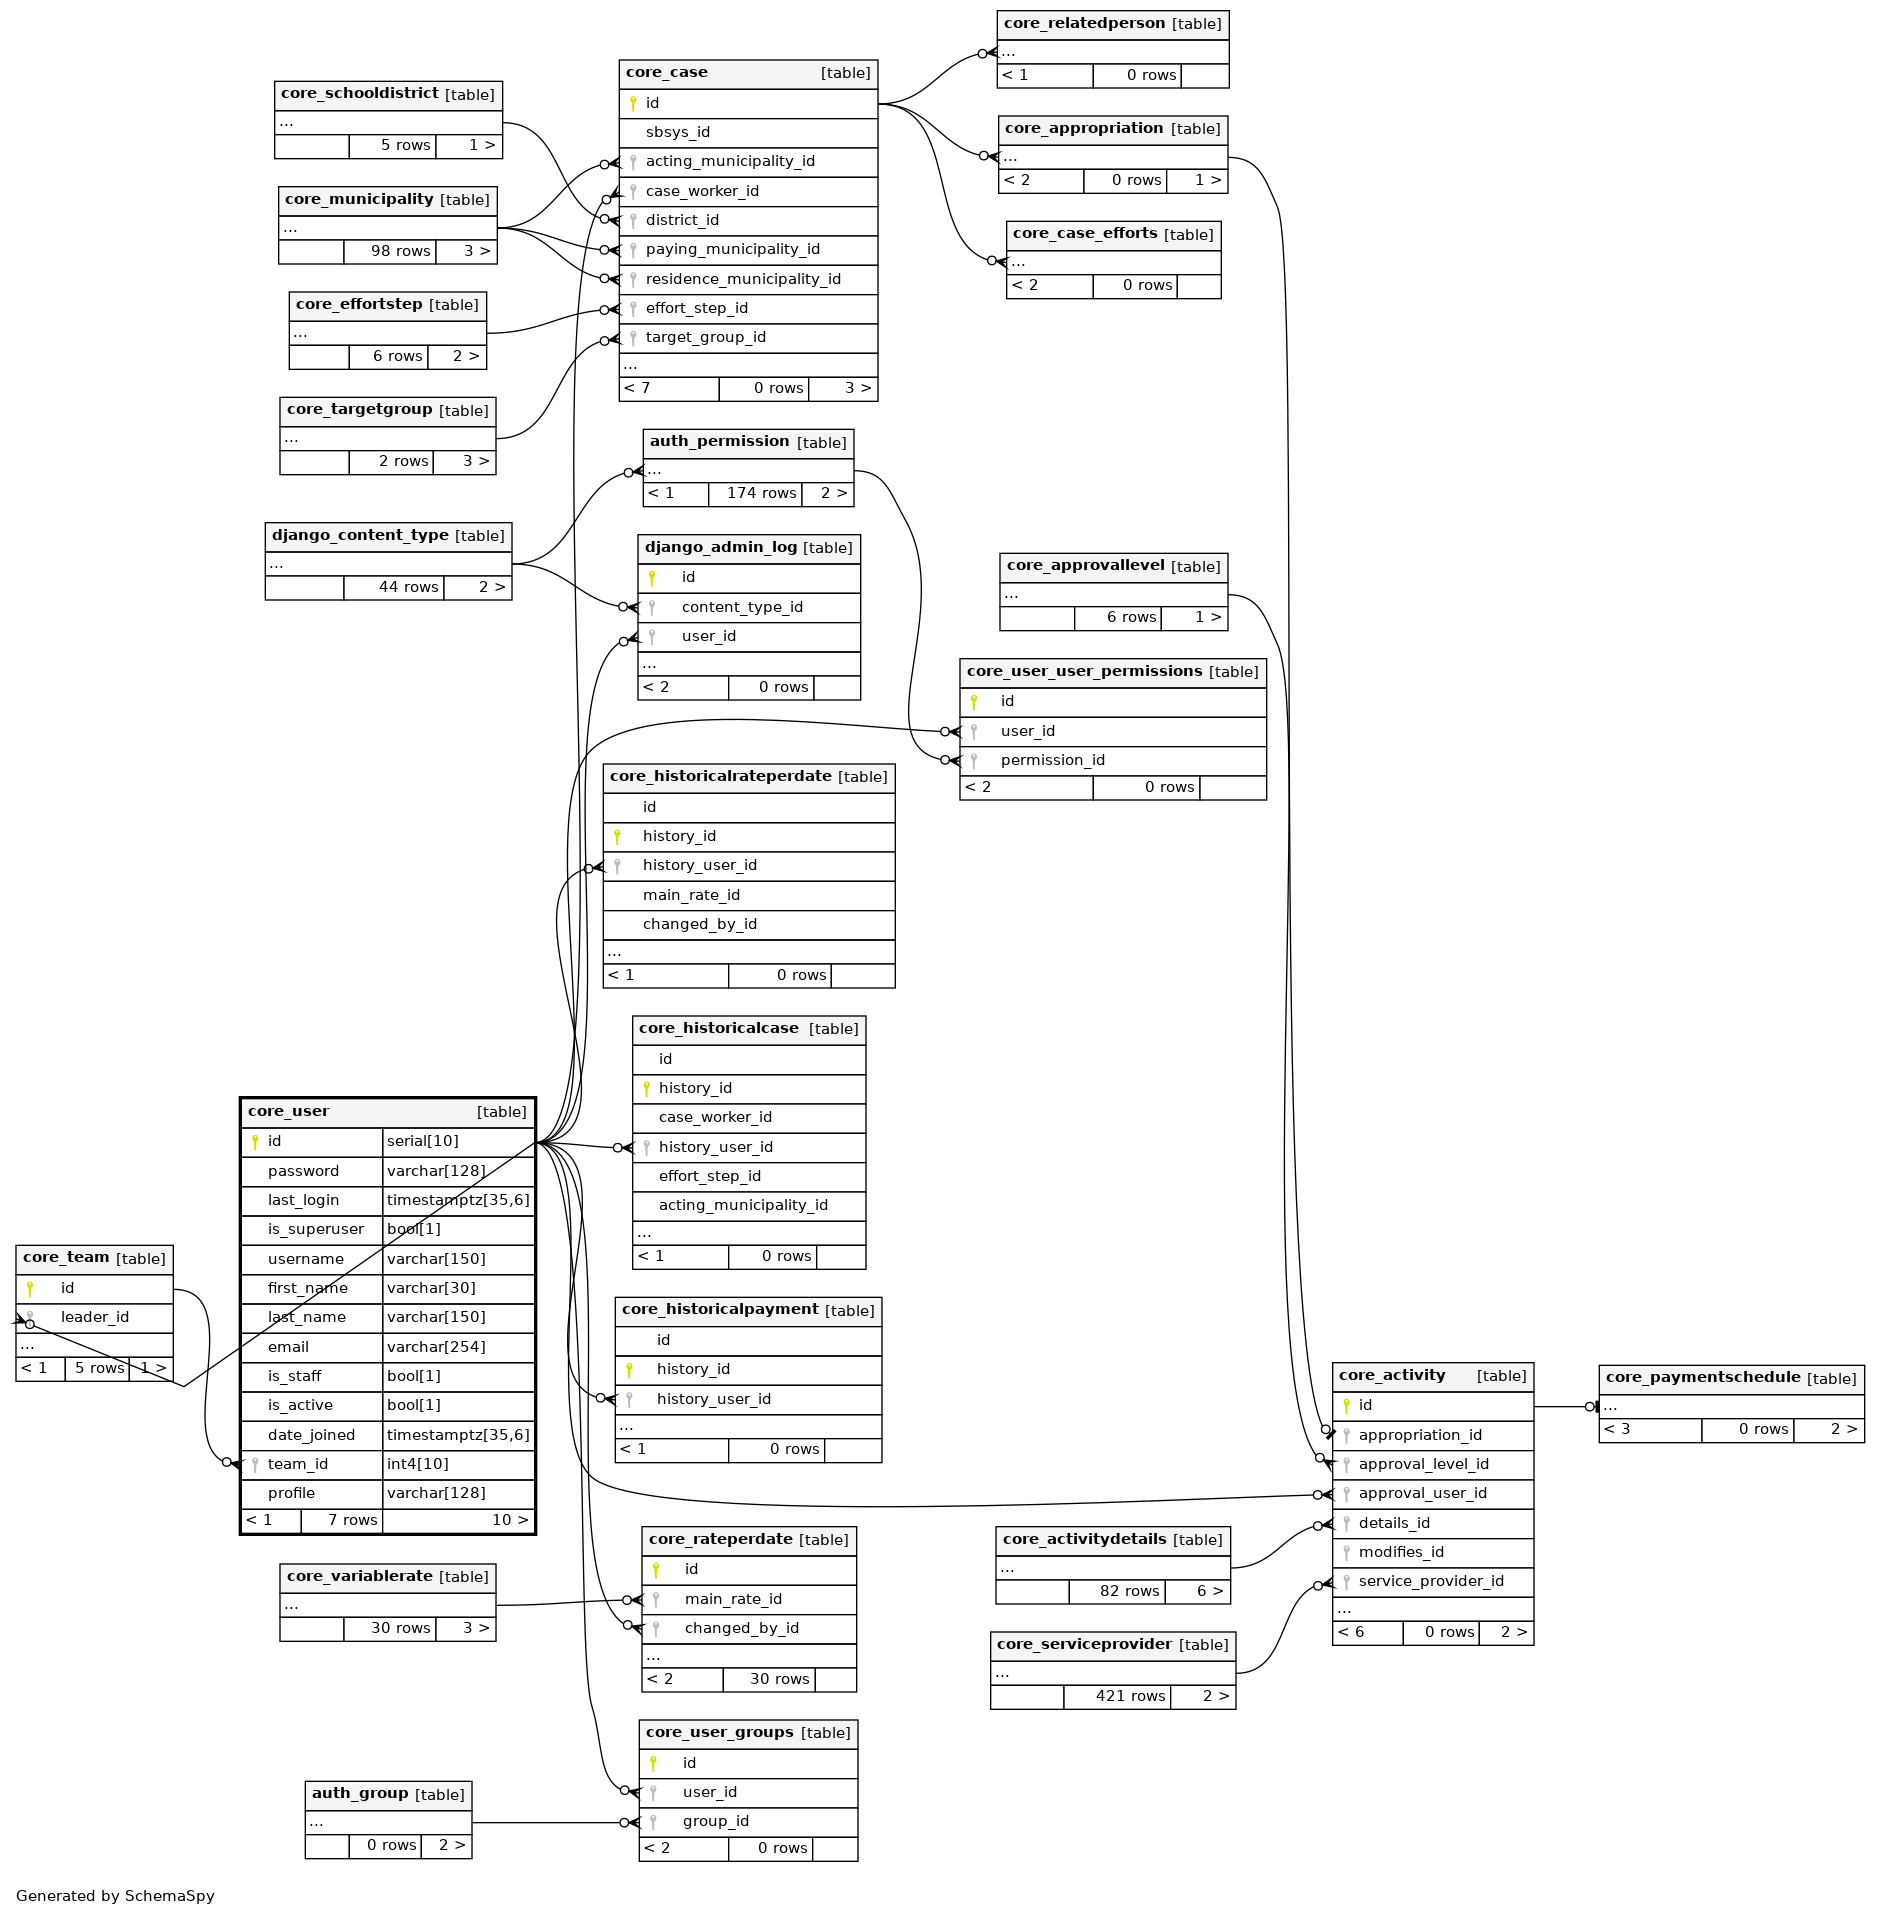 core_relatedperson [table]
...
< 1 0 rows
core_case [table]
id
sbsys_id
acting_municipality_id
case_worker_id
district_id
paying_municipality_id
residence_municipality_id
effort_step_id
target_group_id
...
< 7 0 rows 3 >
core_schooldistrict [table]
...
5 rows 1 >
core_appropriation [table]
...
< 2 0 rows 1 >
core_municipality [table]
...
98 rows 3 >
core_case_efforts [table]
...
< 2 0 rows
core_effortstep [table]
...
6 rows 2 >
core_targetgroup [table]
...
2 rows 3 >
auth_permission [table]
...
< 1 174 rows 2 >
django_content_type [table]
...
44 rows 2 >
django_admin_log [table]
id
content_type_id
user_id
...
< 2 0 rows
core_approvallevel [table]
...
6 rows 1 >
core_user_user_permissions [table]
id
user_id
permission_id
< 2 0 rows
core_historicalrateperdate [table]
id
history_id
history_user_id
main_rate_id
changed_by_id
...
< 1 0 rows
core_historicalcase [table]
id
history_id
case_worker_id
history_user_id
effort_step_id
acting_municipality_id
...
< 1 0 rows
core_user [table]
id serial[10]
password varchar[128]
last_login timestamptz[35,6]
is_superuser bool[1]
username varchar[150]
first_name varchar[30]
last_name varchar[150]
email varchar[254]
is_staff bool[1]
is_active bool[1]
date_joined timestamptz[35,6]
team_id int4[10]
profile varchar[128]
< 1 7 rows 10 >
core_team [table]
id
leader_id
...
< 1 5 rows 1 >
core_historicalpayment [table]
id
history_id
history_user_id
...
< 1 0 rows
core_activity [table]
id
appropriation_id
approval_level_id
approval_user_id
details_id
modifies_id
service_provider_id
...
< 6 0 rows 2 >
core_paymentschedule [table]
...
< 3 0 rows 2 >
core_rateperdate [table]
id
main_rate_id
changed_by_id
...
< 2 30 rows
core_activitydetails [table]
...
82 rows 6 >
core_variablerate [table]
...
30 rows 3 >
core_serviceprovider [table]
...
421 rows 2 >
core_user_groups [table]
id
user_id
group_id
< 2 0 rows
auth_group [table]
...
0 rows 2 >
Generated by SchemaSpy